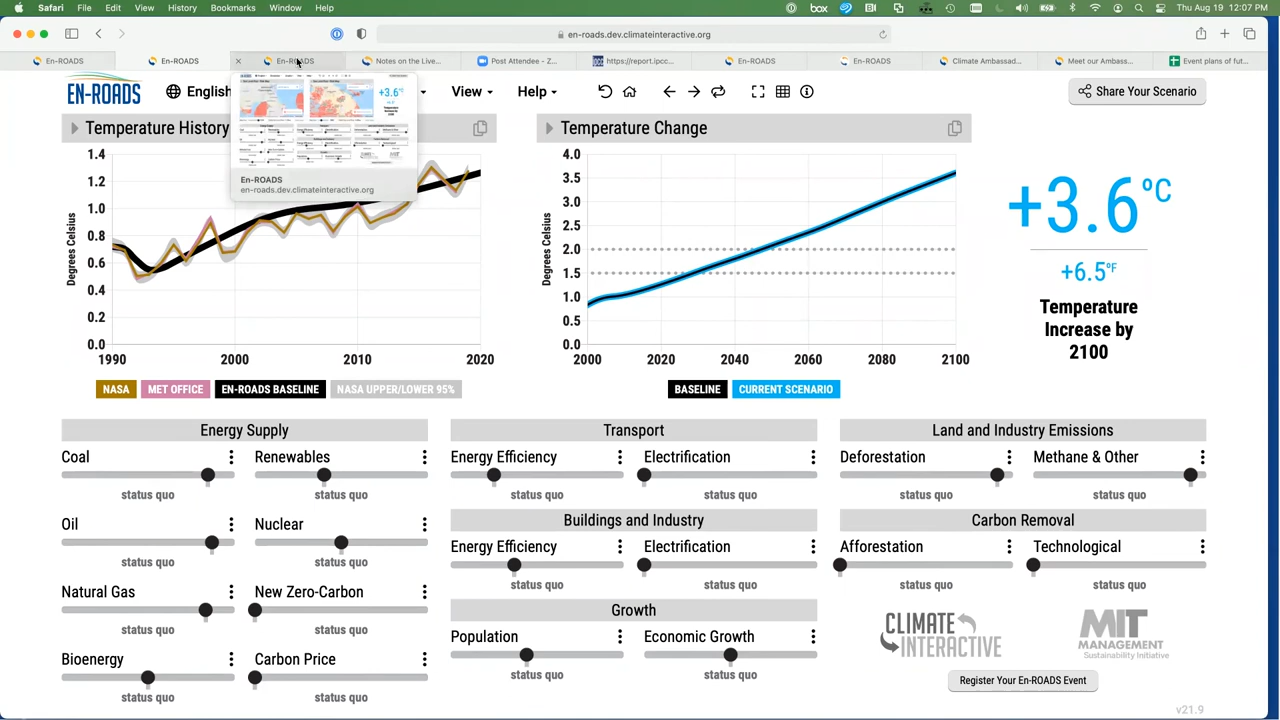 Safari File Edit View History Bookmarks Window Help
box
Thu Aug 19 12:07 PM
en-roads.dev.climateinteractive.org
En-ROADS
En-ROADS
En-ROADS
Notes on the Live...
Post Attendee - Z...
https://report.ipcc...
En-ROADS
En-ROADS
Climate Ambassad...
Meet our Ambass...
Event plans of fut...
EN-ROADS
English
View
Help
Share Your Scenario
+3.6
En-ROADS
en-roads.dev.climateinteractive.org
Temperature History
1.4
1.2
1.0
0.8
0.6
0.4
0.2
0.0
Degrees Celsius
1990 2000 2010 2020
NASA MET OFFICE EN-ROADS BASELINE NASA UPPER/LOWER 95%
Temperature Change
4.0
3.5
3.0
2.5
2.0
1.5
1.0
0.5
0.0
Degrees Celsius
2000 2020 2040 2060 2080 2100
BASELINE CURRENT SCENARIO
+3.6°C
+6.5°F
Temperature
Increase by
2100
Energy Supply
Coal Renewables
status quo status quo
Oil Nuclear
status quo status quo
Natural Gas New Zero-Carbon
status quo status quo
Bioenergy Carbon Price
status quo status quo
Transport
Energy Efficiency Electrification
status quo status quo
Buildings and Industry
Energy Efficiency Electrification
status quo status quo
Growth
Population Economic Growth
status quo status quo
Land and Industry Emissions
Deforestation Methane & Other
status quo status quo
Carbon Removal
Afforestation Technological
status quo status quo
CLIMATE
INTERACTIVE
MIT
MANAGEMENT
Sustainability Initiative
Register Your En-ROADS Event
v21.9